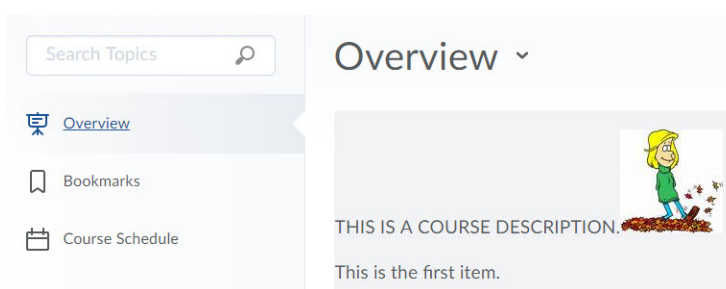 Search Topics
Overview
Bookmarks
Course Schedule
Overview
THIS IS A COURSE DESCRIPTION.
This is the first item.